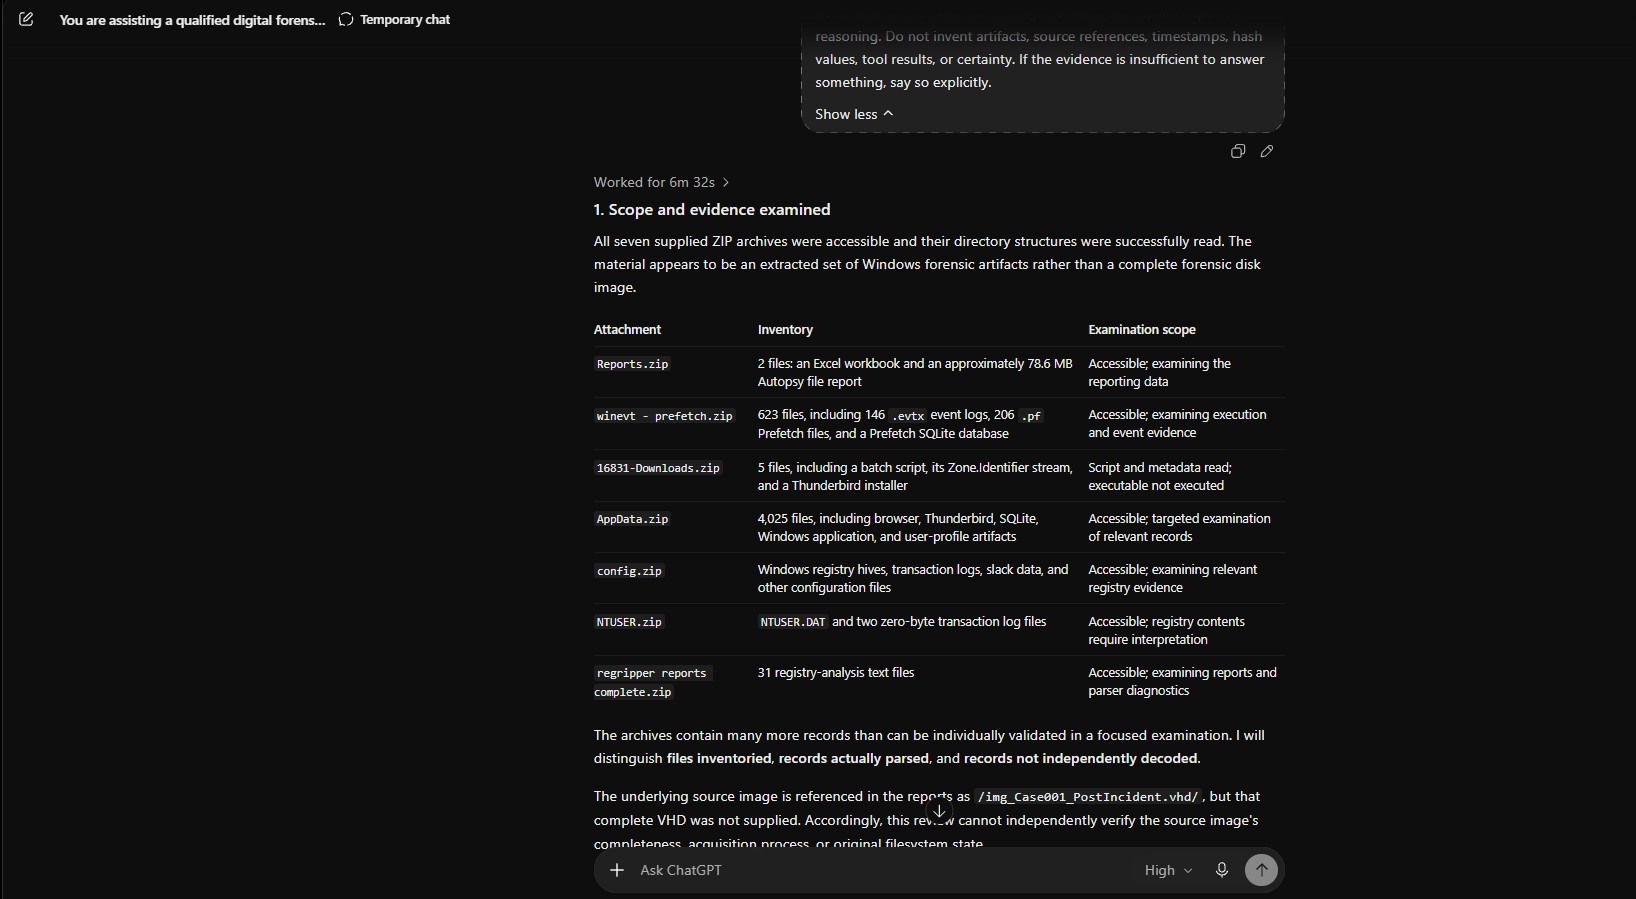 You are assisting a qualified digital forens... Temporary chat
reasoning. Do not invent artifacts, source references, timestamps, hash
values, tool results, or certainty. If the evidence is insufficient to answer
something, say so explicitly.
Show less
Worked for 6m 32s
1. Scope and evidence examined
All seven supplied ZIP archives were accessible and their directory structures were successfully read. The
material appears to be an extracted set of Windows forensic artifacts rather than a complete forensic disk
image.
Attachment Inventory Examination scope
Reports.zip 2 files: an Excel workbook and an approximately 78.6 MB Accessible; examining the
Autopsy file report reporting data
winevt - prefetch.zip 623 files, including 146 .evtx event logs, 206 .pf Accessible; examining execution
Prefetch files, and a Prefetch SQLite database and event evidence
16831-Downloads.zip 5 files, including a batch script, its Zone.Identifier stream, Script and metadata read;
and a Thunderbird installer executable not executed
AppData.zip 4,025 files, including browser, Thunderbird, SQLite, Accessible; targeted examination
Windows application, and user-profile artifacts of relevant records
config.zip Windows registry hives, transaction logs, slack data, and Accessible; examining relevant
other configuration files registry evidence
NTUSER.zip NTUSER.DAT and two zero-byte transaction log files Accessible; registry contents
require interpretation
regripper reports 31 registry-analysis text files Accessible; examining reports and
complete.zip parser diagnostics
The archives contain many more records than can be individually validated in a focused examination. I will
distinguish files inventoried, records actually parsed, and records not independently decoded.
The underlying source image is referenced in the reports as /img_Case001_PostIncident.vhd/, but that
complete VHD was not supplied. Accordingly, this review cannot independently verify the source image's
completeness, acquisition process, or original filesystem state.
Ask ChatGPT High